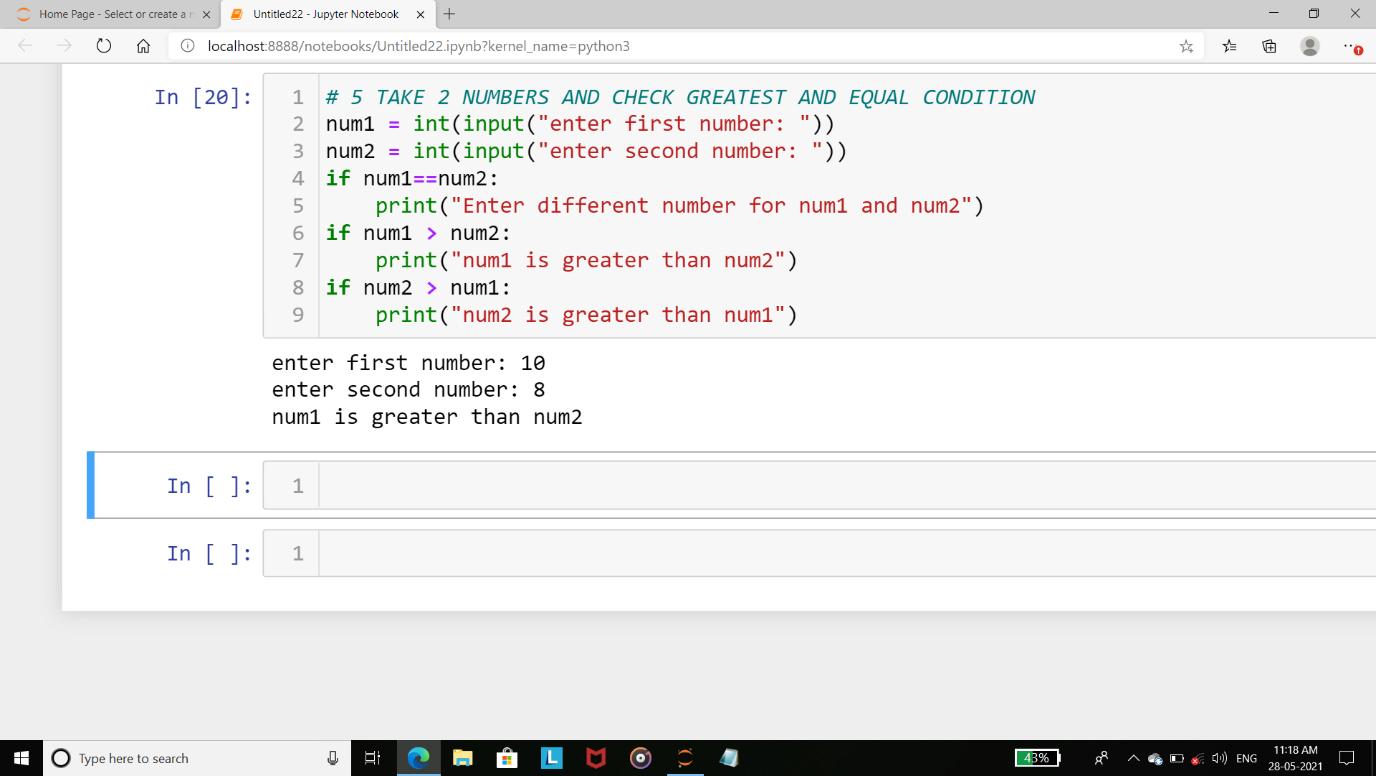 Home Page - Select or create a n
Untitled22 - Jupyter Notebook
localhost:8888/notebooks/Untitled22.ipynb?kernel_name=python3
In [20]:
1 # 5 TAKE 2 NUMBERS AND CHECK GREATEST AND EQUAL CONDITION
2 num1 = int(input("enter first number: "))
3 num2 = int(input("enter second number: "))
4 if num1==num2:
5     print("Enter different number for num1 and num2")
6 if num1 > num2:
7     print("num1 is greater than num2")
8 if num2 > num1:
9     print("num2 is greater than num1")
enter first number: 10
enter second number: 8
num1 is greater than num2
In [ ]: 1
In [ ]: 1
Type here to search
L
43%
ENG
11:18 AM
28-05-2021